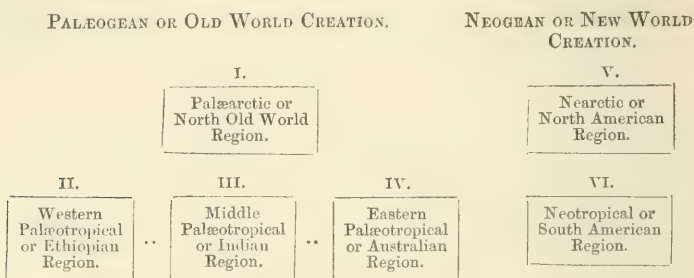 PALÆOGEAN OR OLD WORLD CREATION.
NEOGEAN OR NEW WORLD
CREATION.
I.
Palæarctic or
North Old World
Region.
V.
Nearctic or
North American
Region.
II.
Western
Palæotropical
or Ethiopian
Region.
..
III.
Middle
Palæotropical
or Indian
Region.
..
IV.
Eastern
Palæotropical
or Australian
Region.
VI.
Neotropical or
South American
Region.